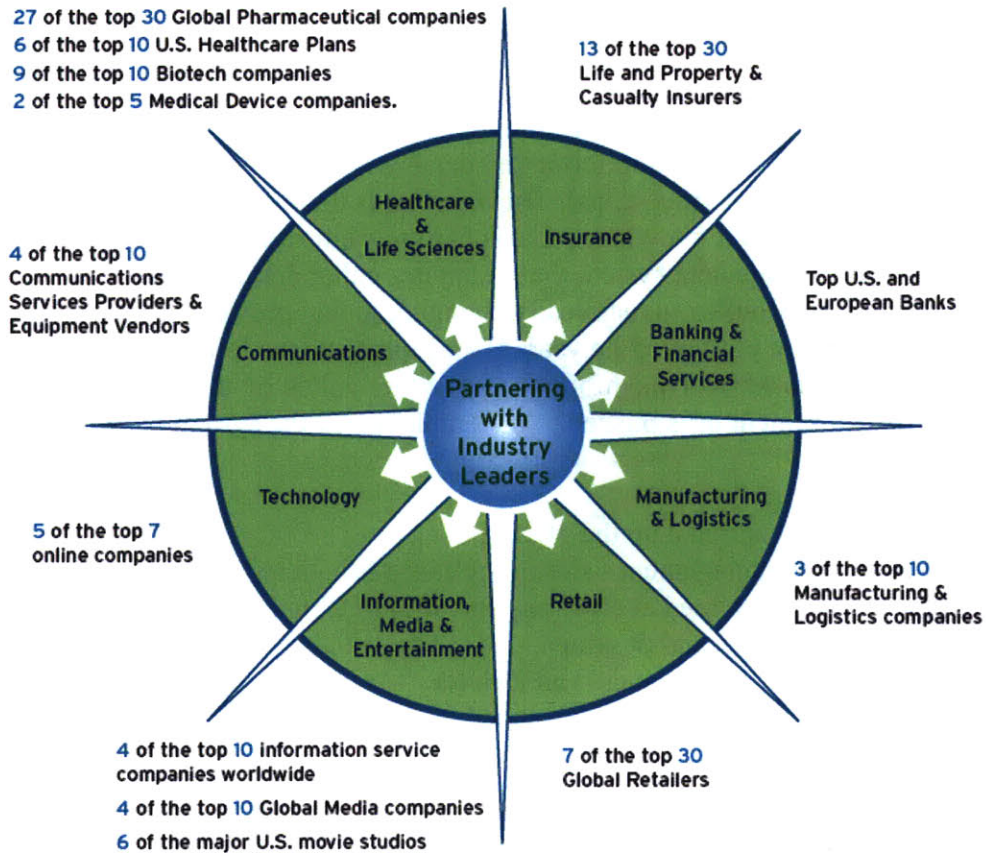 27 of the top 30 Global Pharmaceutical companies
6 of the top 10 U.S. Healthcare Plans
9 of the top 10 Biotech companies
2 of the top 5 Medical Device companies.
13 of the top 30
Life and Property &
Casualty Insurers
Healthcare
&
Life Sciences
Insurance
4 of the top 10
Communications
Services Providers &
Equipment Vendors
Top U.S. and
European Banks
Communications
Banking &
Financial
Services
Partnering
with
Industry
Leaders
Technology
Manufacturing
& Logistics
5 of the top 7
online companies
3 of the top 10
Manufacturing &
Logistics companies
Information,
Media &
Entertainment
Retail
4 of the top 10 information service
companies worldwide
4 of the top 10 Global Media companies
6 of the major U.S. movie studios
7 of the top 30
Global Retailers